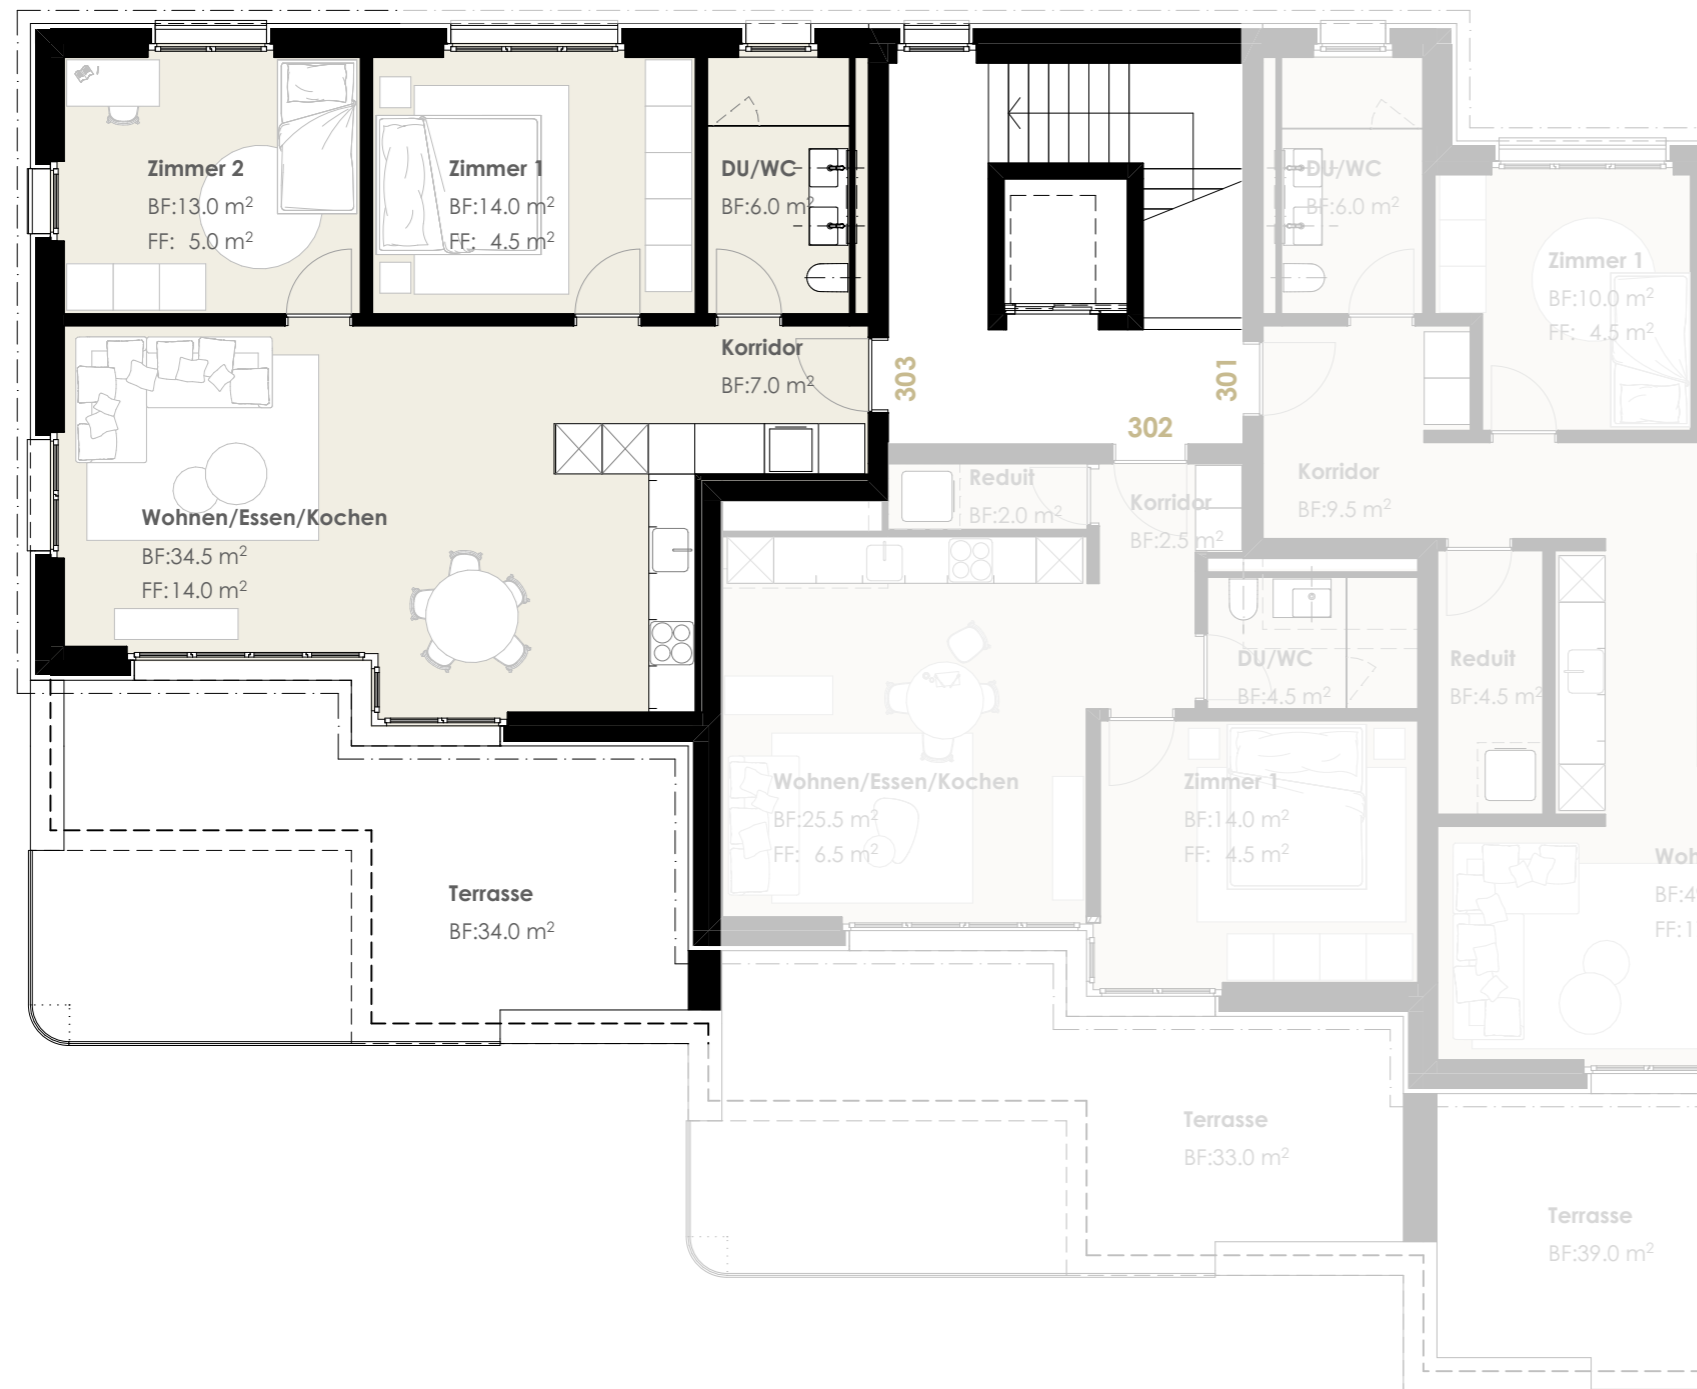 Zimmer 2
BF:13.0 m²
FF: 5.0 m²
Zimmer 1
BF:14.0 m²
FF: 4.5 m²
DU/WC
BF:6.0 m²
Korridor
BF:7.0 m²
Wohnen/Essen/Kochen
BF:34.5 m²
FF:14.0 m²
Terrasse
BF:34.0 m²
303
301
302
DU/WC
BF:6.0 m²
Zimmer 1
BF:10.0 m²
FF: 4.5 m²
Korridor
BF:9.5 m²
Reduit
BF:2.0 m²
Korridor
BF:2.5 m²
DU/WC
BF:4.5 m²
Reduit
BF:4.5 m²
Wohnen/Essen/Kochen
BF:25.5 m²
FF: 6.5 m²
Zimmer 1
BF:14.0 m²
FF: 4.5 m²
Terrasse
BF:33.0 m²
Terrasse
BF:39.0 m²